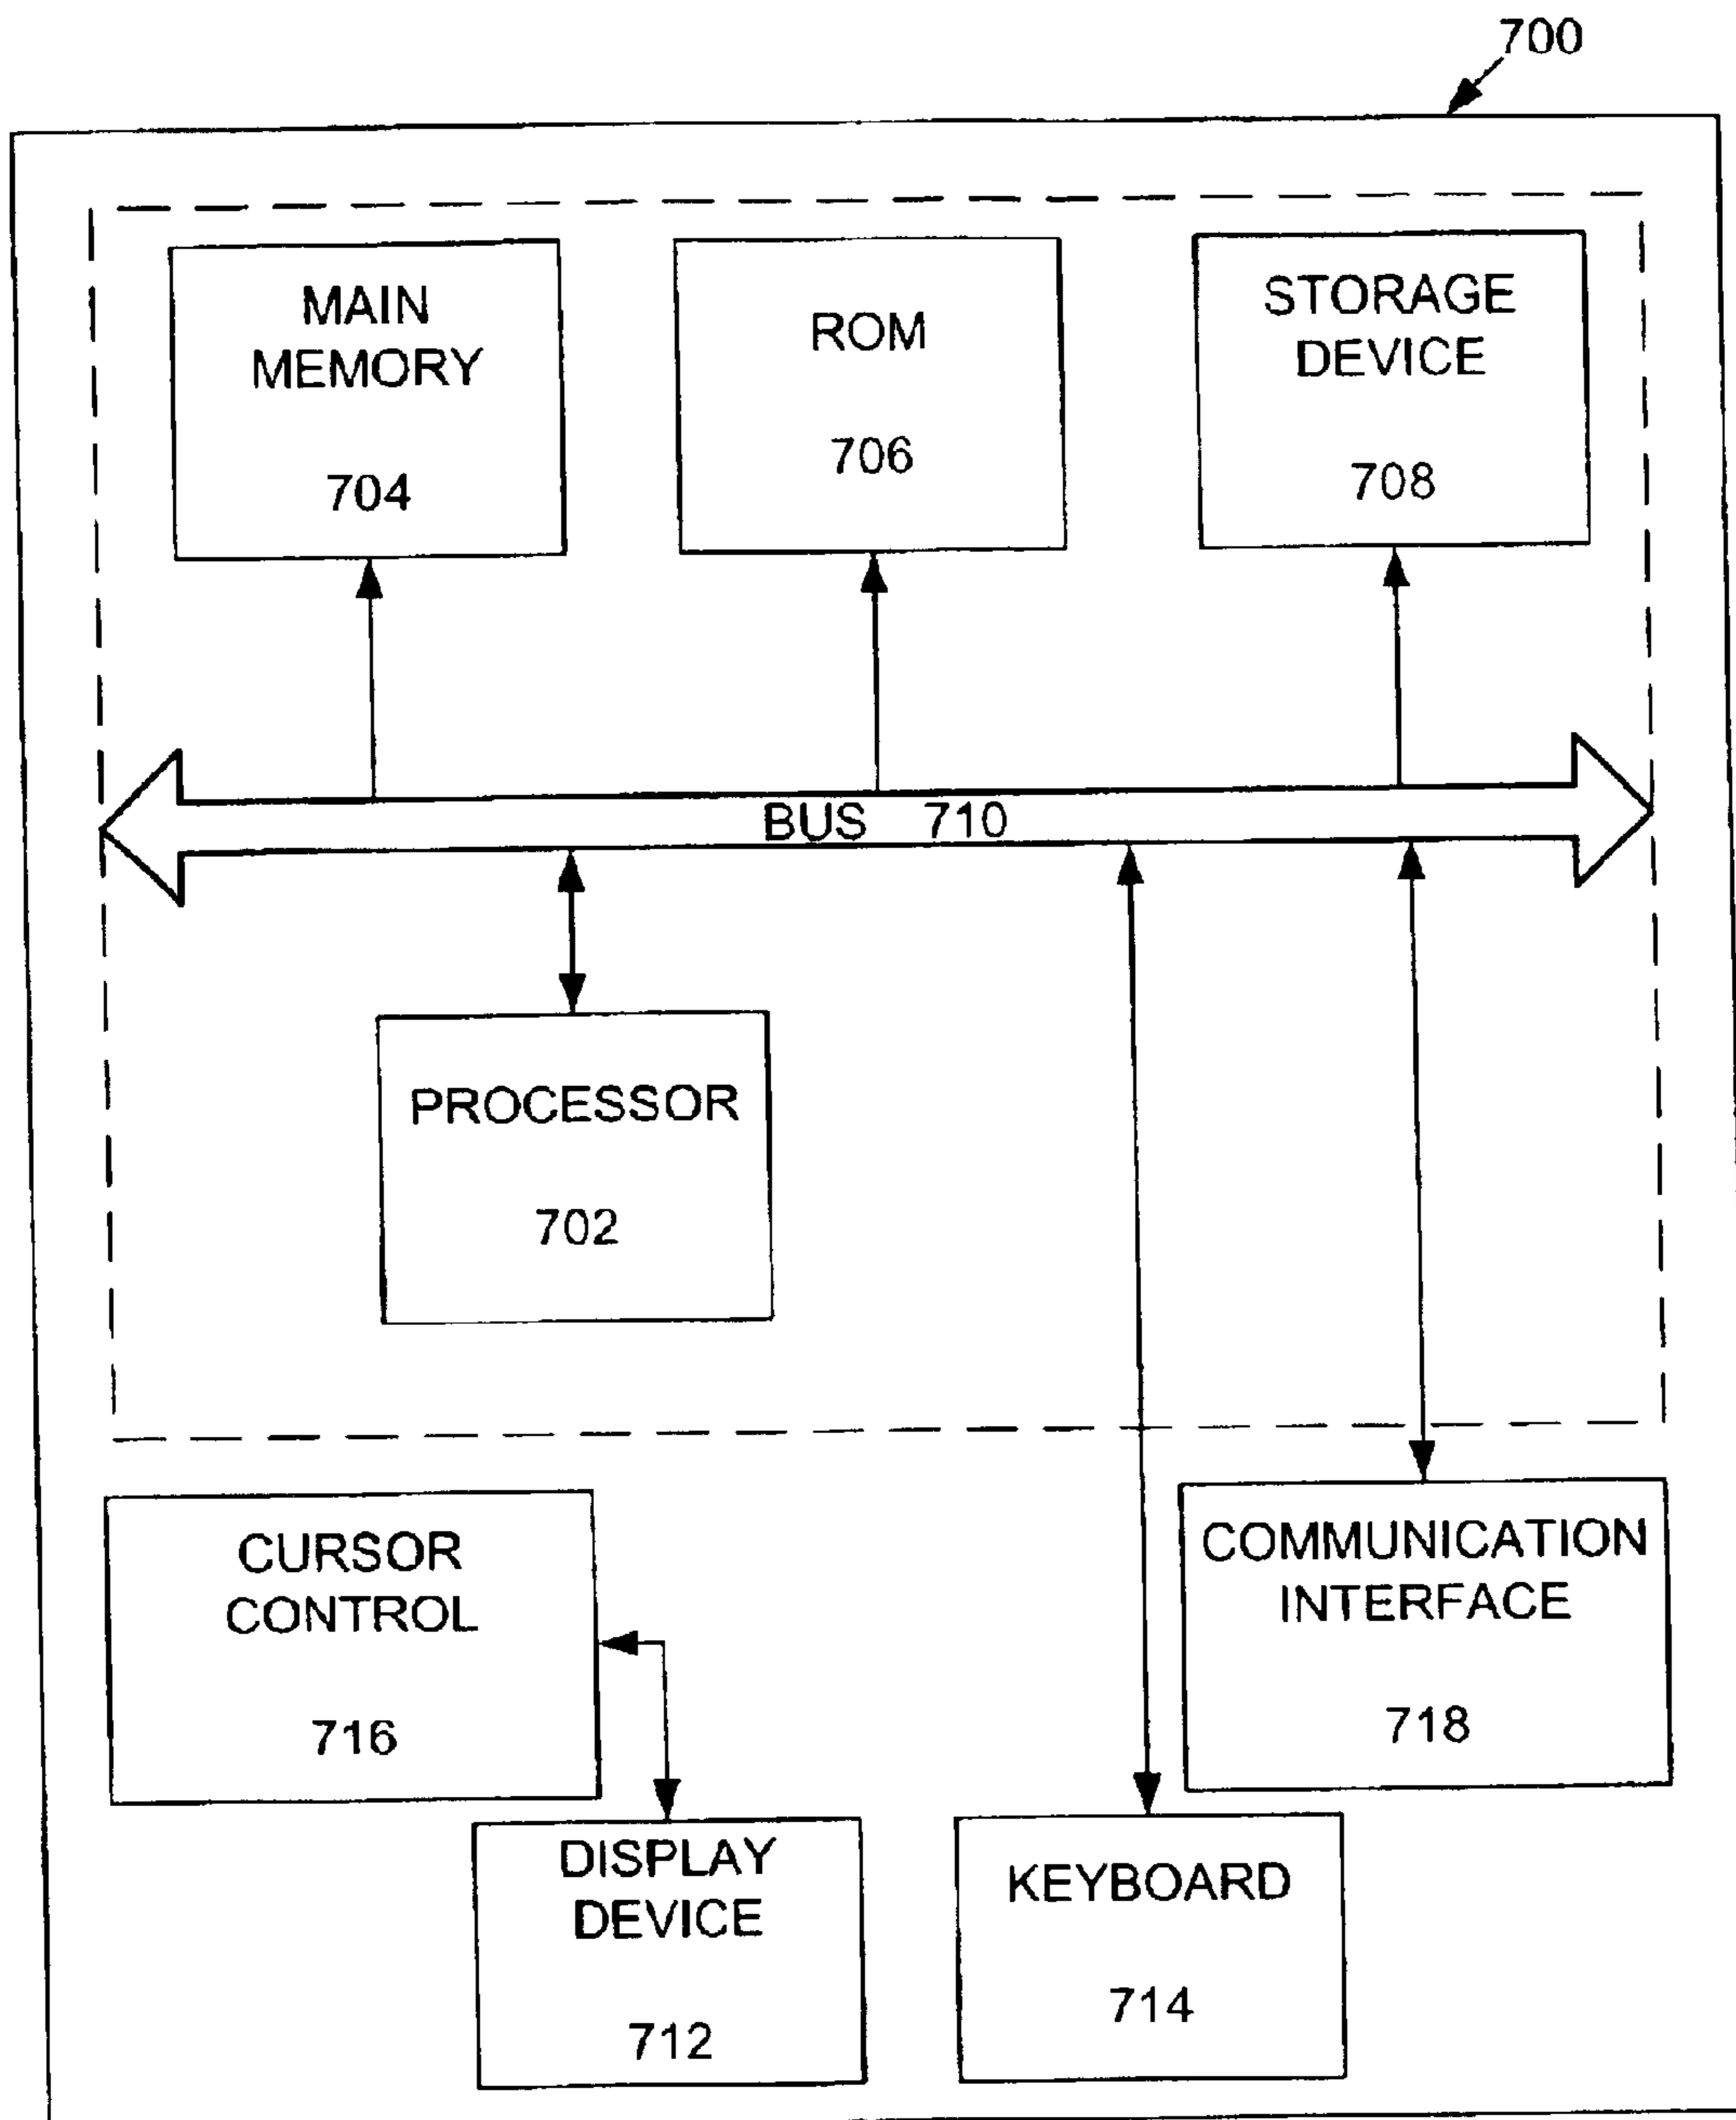 700
MAIN
MEMORY
704
ROM
706
STORAGE
DEVICE
708
BUS 710
PROCESSOR
702
CURSOR
CONTROL
716
COMMUNICATION
INTERFACE
718
DISPLAY
DEVICE
712
KEYBOARD
714